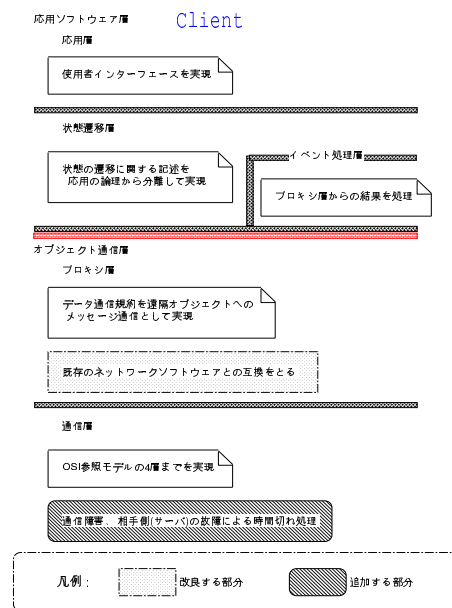 応用ソフトウェア層
Client
応用層
使用者インターフェースを実現
状態遷移層
イベント処理層
状態の遷移に関する記述を
応用の論理から分離して実現
プロキシ層からの結果を処理
オブジェクト通信層
プロキシ層
データ通信規約を遠隔オブジェクトへの
メッセージ通信として実現
既存のネットワークソフトウェアとの互換をとる
通信層
OSI参照モデルの4層までを実現
通信障害、相手側(サーバ)の故障による時間切れ処理
凡例：
改良する部分
追加する部分